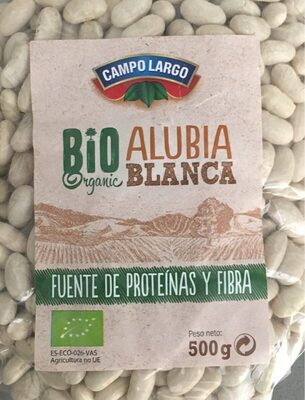 CAMPO LARGO
BIO
Organic
ALUBIA
BLANCA
FUENTE DE PROTEÍNAS Y FIBRA
ES-ECO-026-VAS
Agricultura no UE
Peso neto:
500 g e